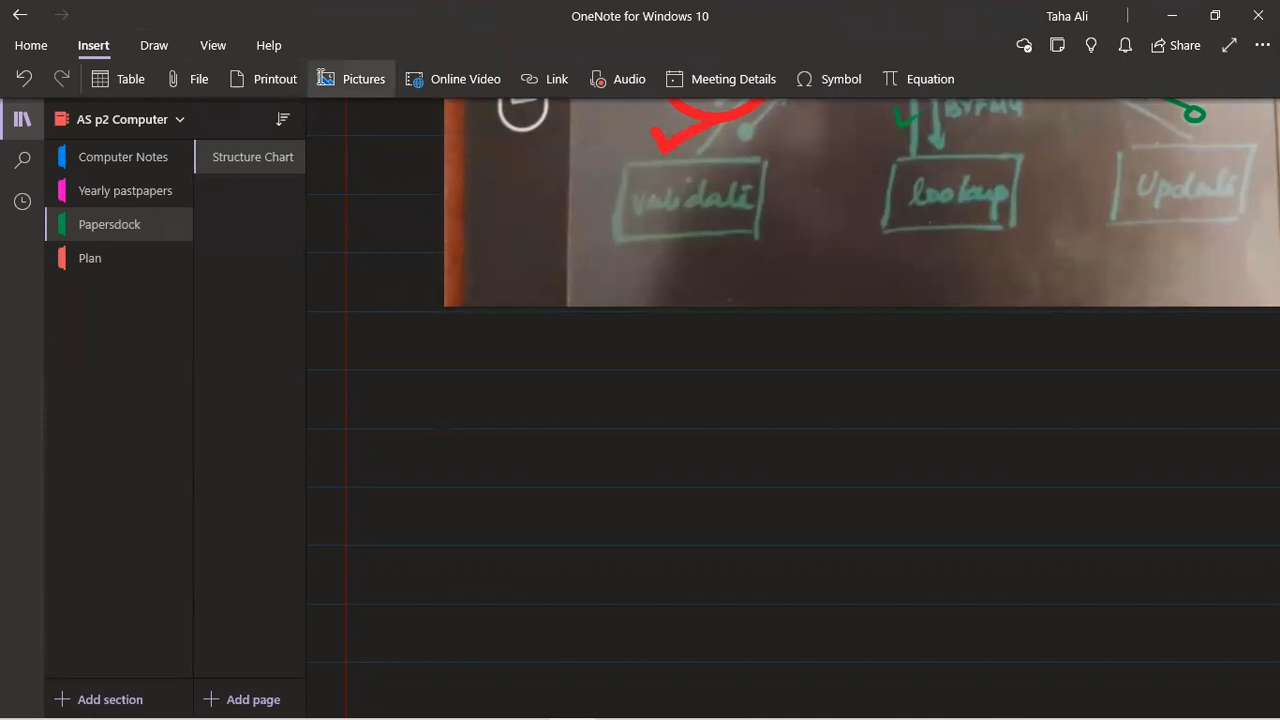 OneNote for Windows 10
Taha Ali
Home Insert Draw View Help
Share
Table File Printout Pictures Online Video Link Audio Meeting Details Symbol Equation
AS p2 Computer
Computer Notes
Structure Chart
Yearly pastpapers
Papersdock
Plan
validate
lookup
Update
Add section
Add page